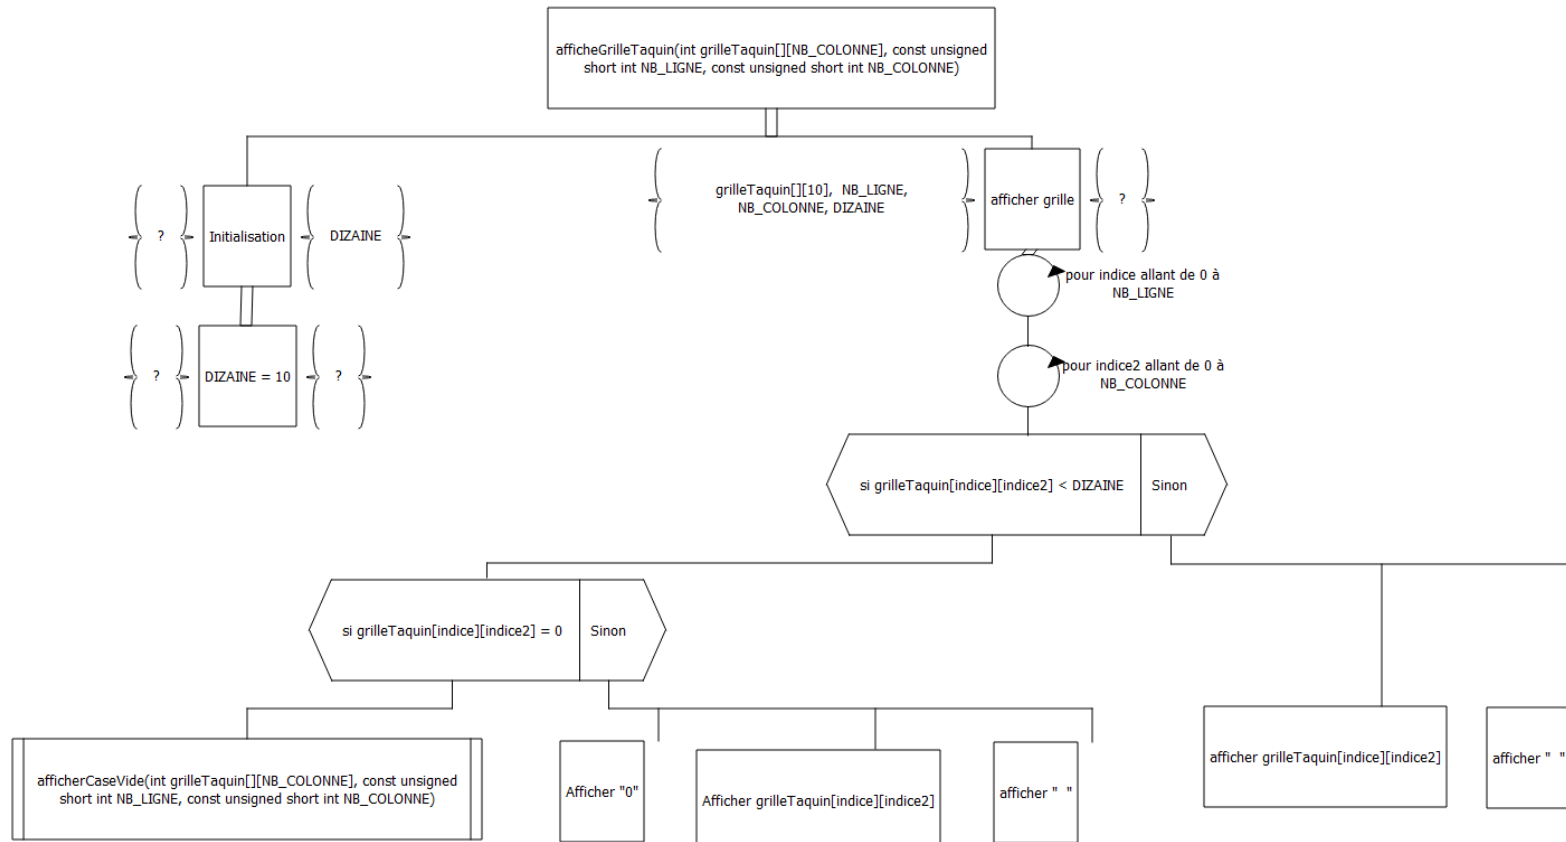 afficheGrilleTaquin(int grilleTaquin[][NB_COLONNE], const unsigned
short int NB_LIGNE, const unsigned short int NB_COLONNE)
?
Initialisation
DIZAINE
grilleTaquin[][10],  NB_LIGNE,
NB_COLONNE, DIZAINE
afficher grille
?
pour indice allant de 0 à
NB_LIGNE
?
DIZAINE = 10
?
pour indice2 allant de 0 à
NB_COLONNE
si grilleTaquin[indice][indice2] < DIZAINE
Sinon
si grilleTaquin[indice][indice2] = 0
Sinon
afficherCaseVide(int grilleTaquin[][NB_COLONNE], const unsigned
short int NB_LIGNE, const unsigned short int NB_COLONNE)
Afficher "0"
Afficher grilleTaquin[indice][indice2]
afficher "  "
afficher grilleTaquin[indice][indice2]
afficher "  "